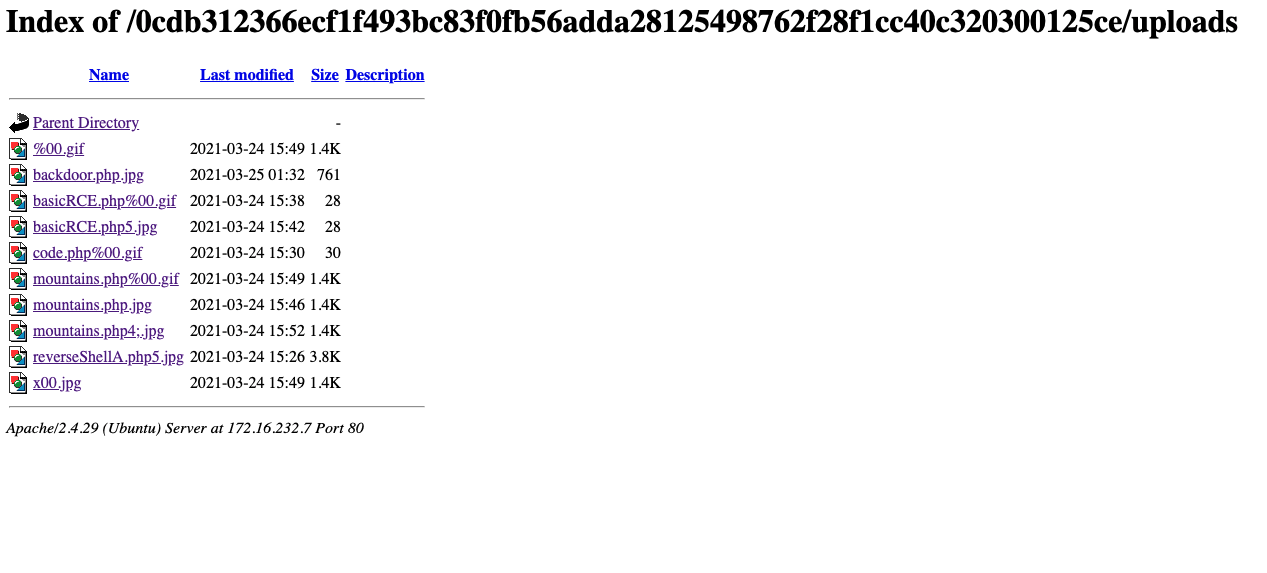 Index of /0cdb312366ecf1f493bc83f0fb56adda28125498762f28f1cc40c320300125ce/uploads
Name Last modified Size Description
Parent Directory -
%00.gif 2021-03-24 15:49 1.4K
backdoor.php.jpg 2021-03-25 01:32 761
basicRCE.php%00.gif 2021-03-24 15:38 28
basicRCE.php5.jpg 2021-03-24 15:42 28
code.php%00.gif 2021-03-24 15:30 30
mountains.php%00.gif 2021-03-24 15:49 1.4K
mountains.php.jpg 2021-03-24 15:46 1.4K
mountains.php4;.jpg 2021-03-24 15:52 1.4K
reverseShellA.php5.jpg 2021-03-24 15:26 3.8K
x00.jpg 2021-03-24 15:49 1.4K
Apache/2.4.29 (Ubuntu) Server at 172.16.232.7 Port 80